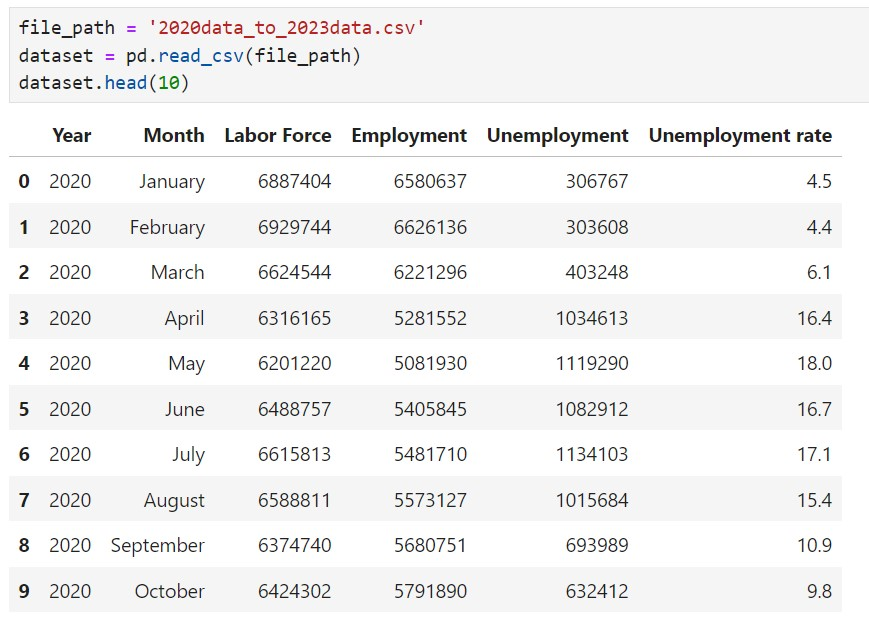 file_path = '2020data_to_2023data.csv'
dataset = pd.read_csv(file_path)
dataset.head(10)
Year Month Labor Force Employment Unemployment Unemployment rate
0 2020 January 6887404 6580637 306767 4.5
1 2020 February 6929744 6626136 303608 4.4
2 2020 March 6624544 6221296 403248 6.1
3 2020 April 6316165 5281552 1034613 16.4
4 2020 May 6201220 5081930 1119290 18.0
5 2020 June 6488757 5405845 1082912 16.7
6 2020 July 6615813 5481710 1134103 17.1
7 2020 August 6588811 5573127 1015684 15.4
8 2020 September 6374740 5680751 693989 10.9
9 2020 October 6424302 5791890 632412 9.8